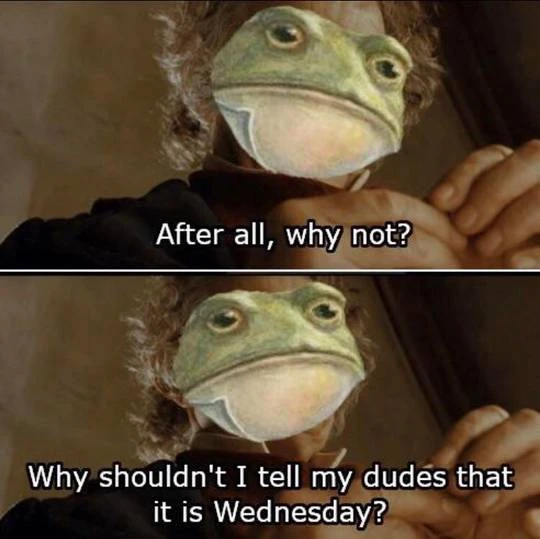 After all, why not?
Why shouldn't I tell my dudes that
it is Wednesday?